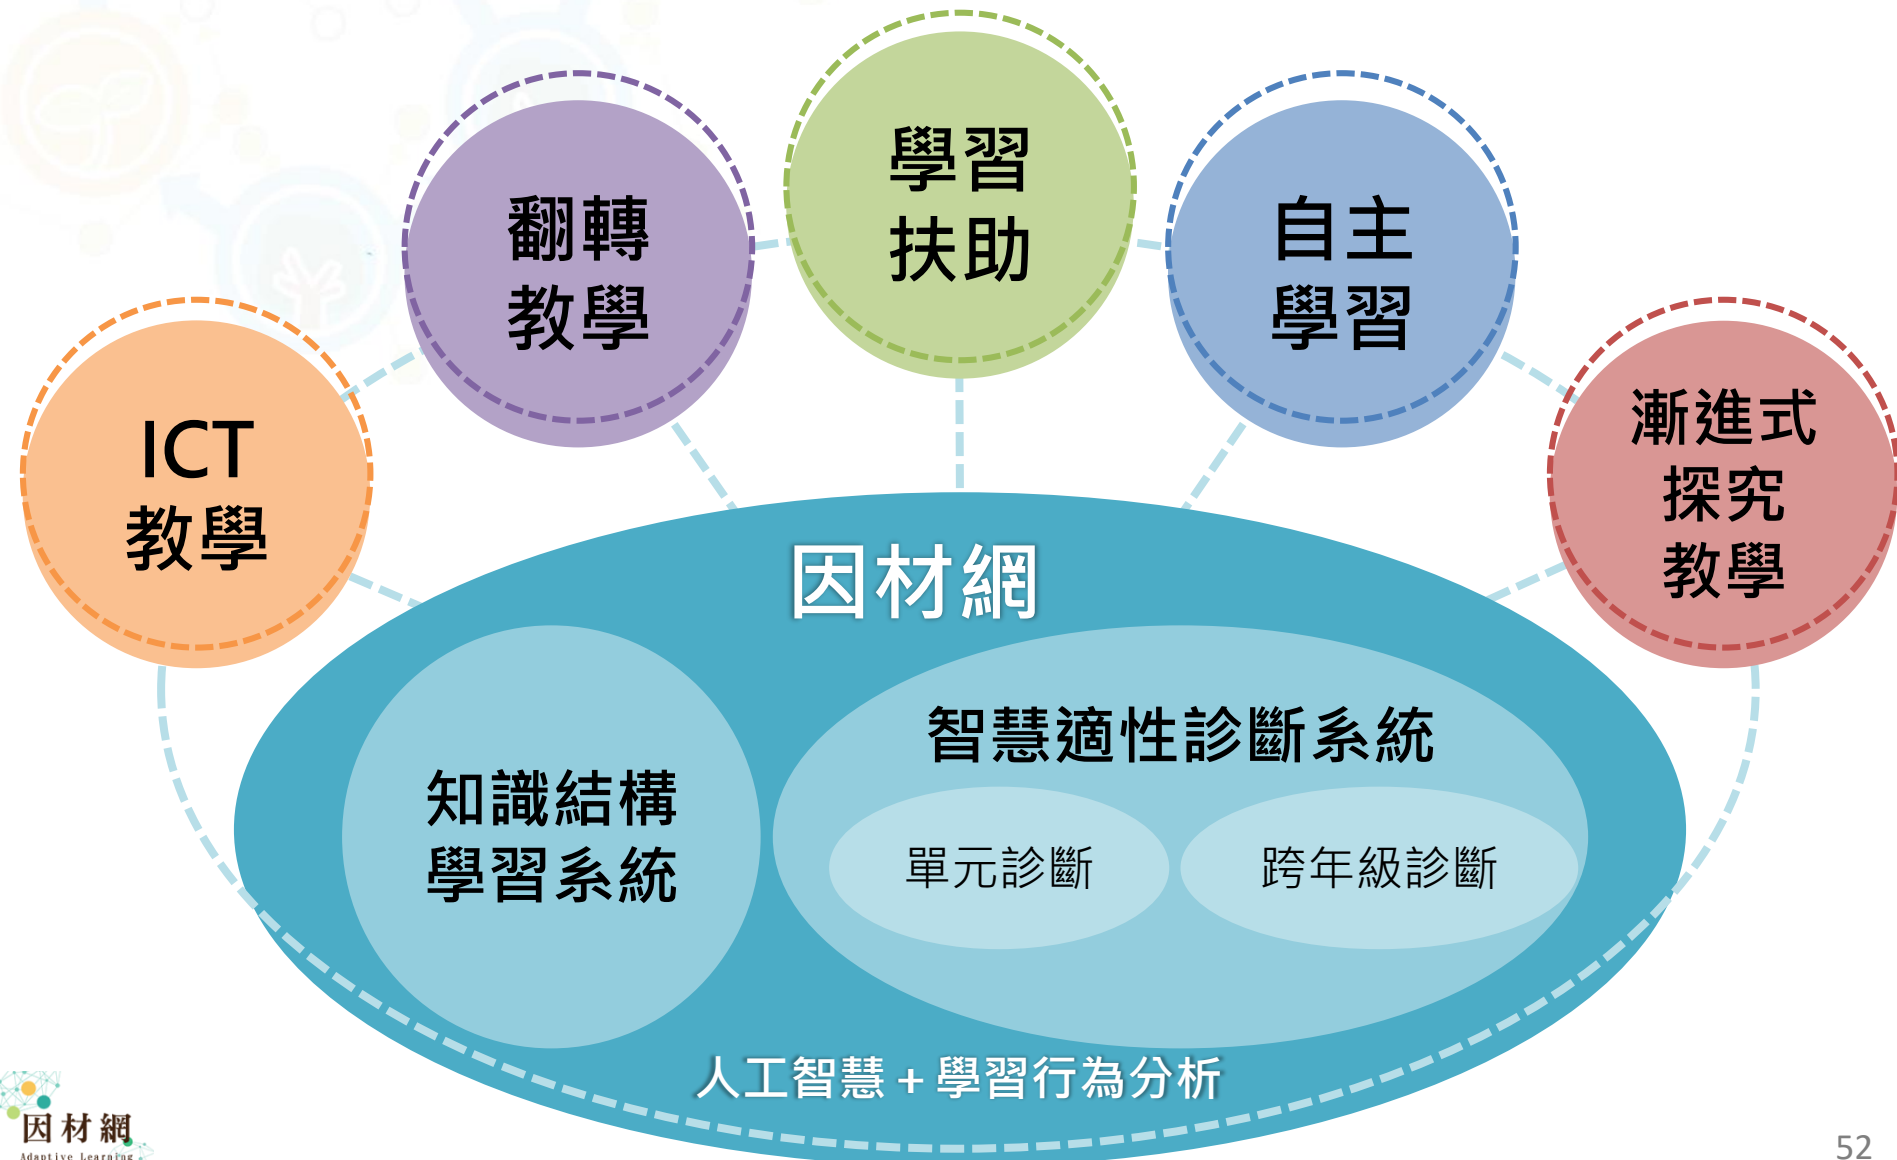 學習
扶助
翻轉
教學
自主
學習
ICT
教學
漸進式
探究
教學
因材網
知識結構
學習系統
智慧適性診斷系統
單元診斷
跨年級診斷
人工智慧 + 學習行為分析
因材網
Adaptive Learning
52